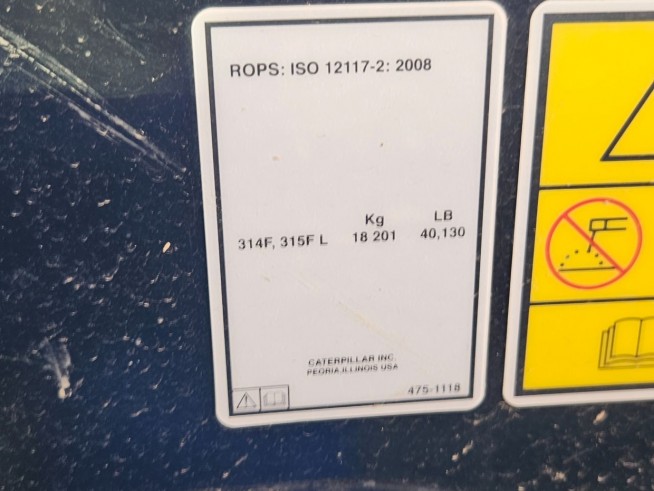 ROPS: ISO 12117-2: 2008
Kg LB
314F, 315F L 18 201 40,130
CATERPILLAR INC.
PEORIA,ILLINOIS USA
475-1118